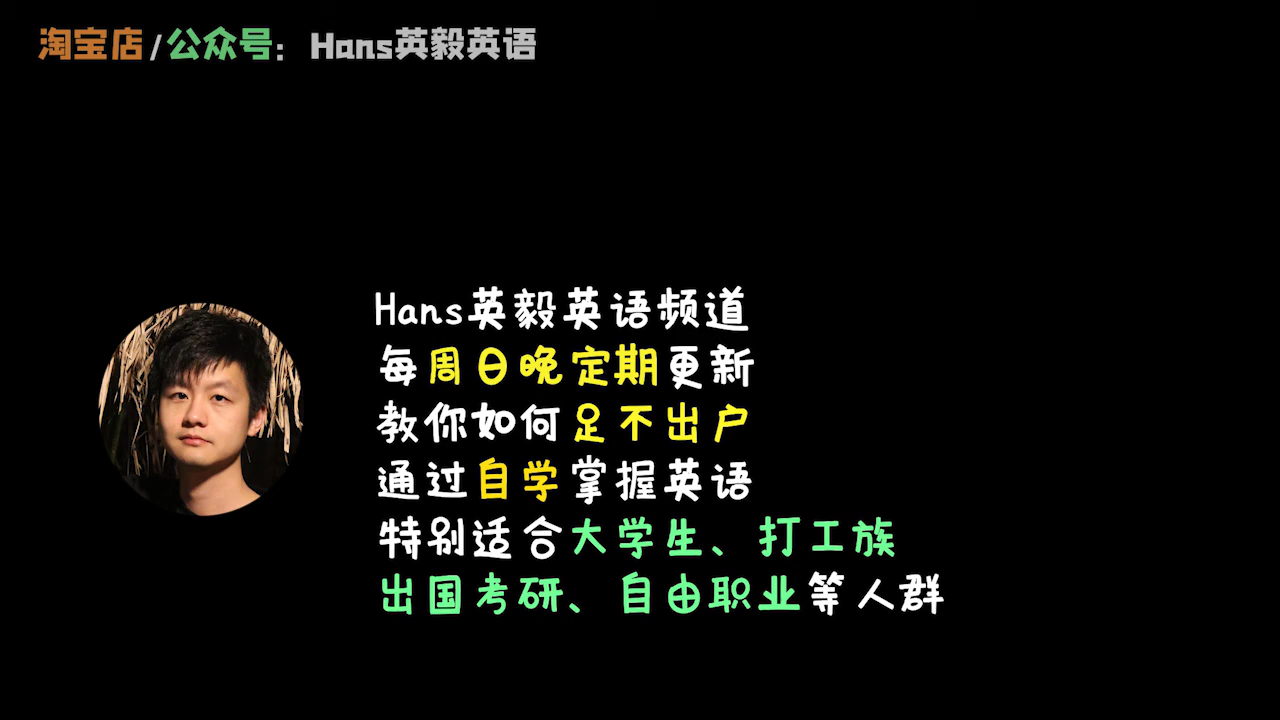 淘宝店/公众号：Hans英毅英语
Hans英毅英语频道
每周日晚定期更新
教你如何足不出户
通过自学掌握英语
特别适合大学生、打工族
出国考研、自由职业等人群